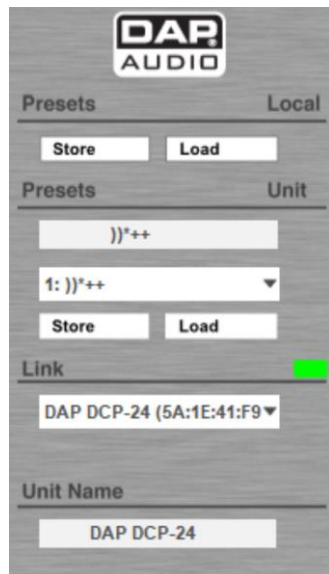 DAP
AUDIO
Presets Local
Store Load
Presets Unit
))*++
1: ))*++
Store Load
Link
DAP DCP-24 (5A:1E:41:F9
Unit Name
DAP DCP-24